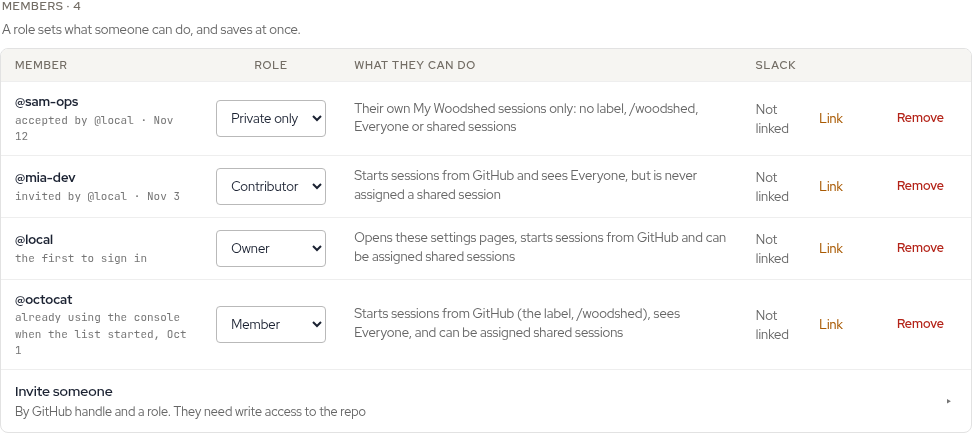 MEMBERS · 4
A role sets what someone can do, and saves at once.
MEMBER ROLE WHAT THEY CAN DO SLACK
@sam-ops
accepted by @local · Nov
12
Private only
Their own My Woodshed sessions only: no label, /woodshed,
Everyone or shared sessions
Not
linked
Link
Remove
@mia-dev
invited by @local · Nov 3
Contributor
Starts sessions from GitHub and sees Everyone, but is never
assigned a shared session
Not
linked
Link
Remove
@local
the first to sign in
Owner
Opens these settings pages, starts sessions from GitHub and can
be assigned shared sessions
Not
linked
Link
Remove
@octocat
already using the console
when the list started, Oct
1
Member
Starts sessions from GitHub (the label, /woodshed), sees
Everyone, and can be assigned shared sessions
Not
linked
Link
Remove
Invite someone
By GitHub handle and a role. They need write access to the repo